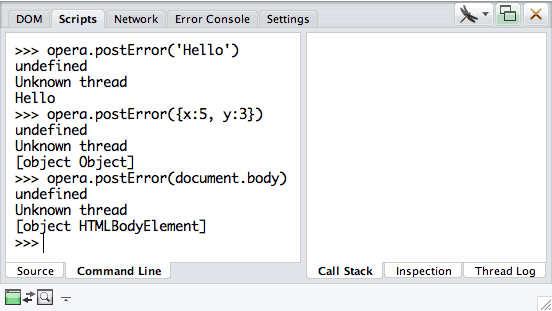 DOM Scripts Network Error Console Settings
>>> opera.postError('Hello')
undefined
Unknown thread
Hello
>>> opera.postError({x:5, y:3})
undefined
Unknown thread
[object Object]
>>> opera.postError(document.body)
undefined
Unknown thread
[object HTMLBodyElement]
>>>
Source Command Line
Call Stack Inspection Thread Log